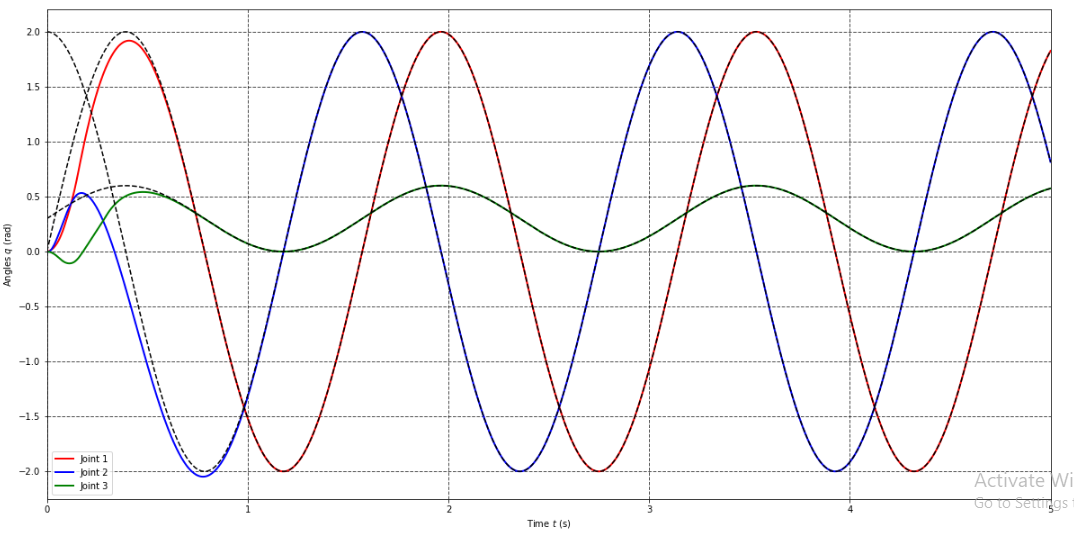 2.0
1.5
1.0
0.5
0.0
−0.5
−1.0
−1.5
−2.0
Angles q (rad)
Joint 1
Joint 2
Joint 3
0 1 2 3 4 5
Time t (s)
Activate Wi
Go to Settings